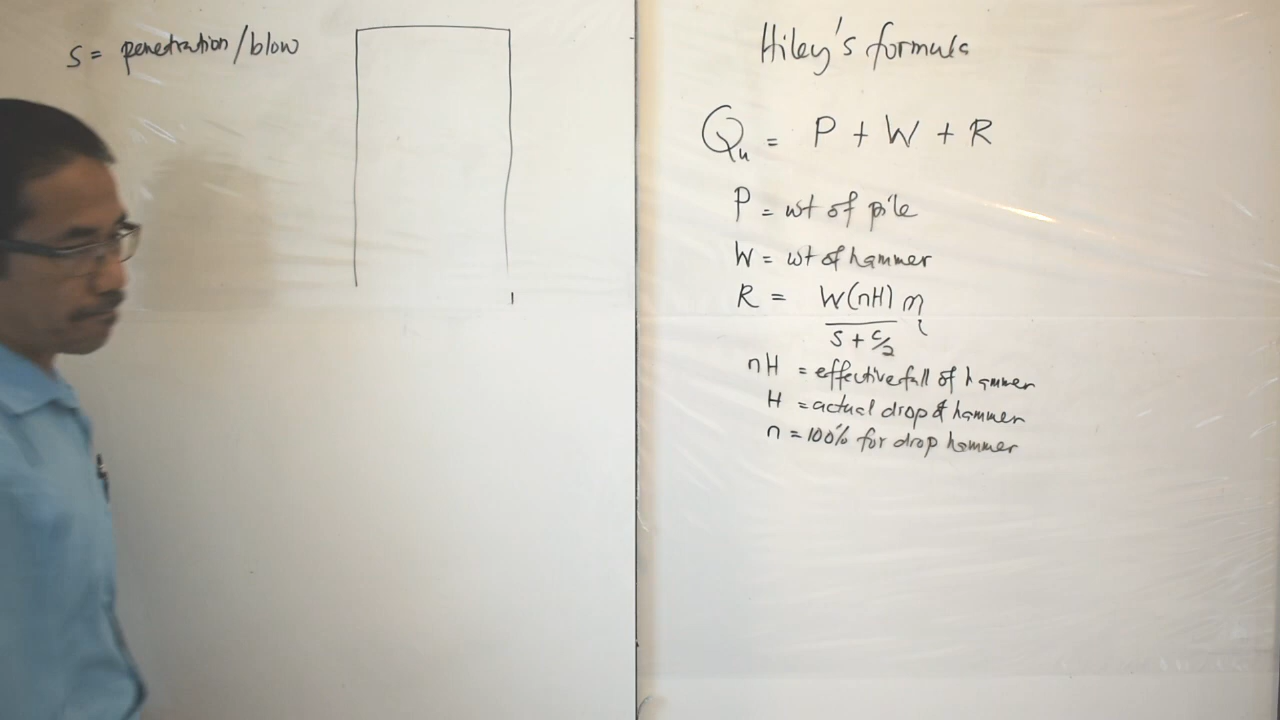 S = penetration/blow
Hiley's formula
Qu = P + W + R
P = wt of pile
W = wt of hammer
R = W(nH) η
S + C/2
nH = effective fall of hammer
H = actual drop of hammer
n = 100% for drop hammer